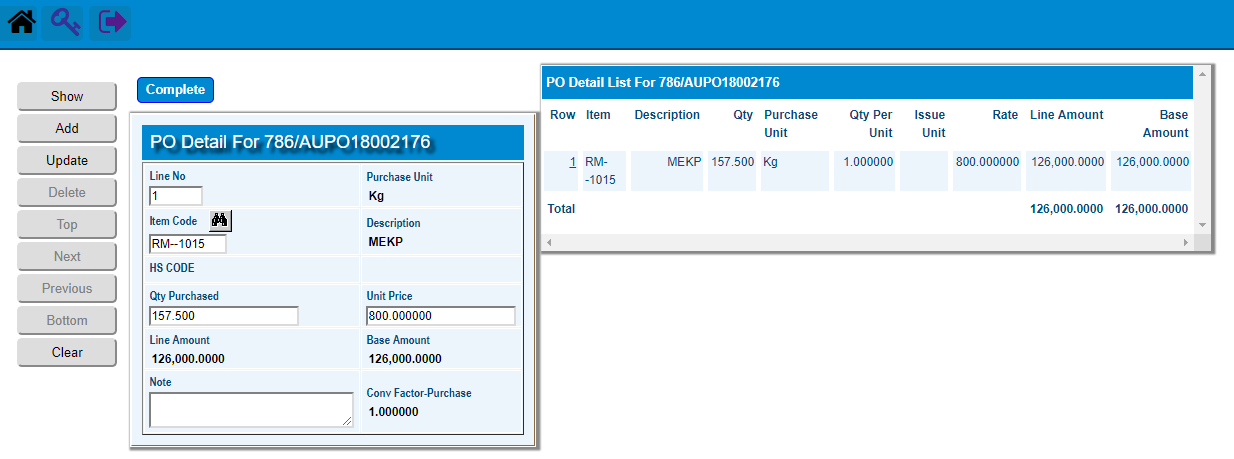 Show
Add
Update
Delete
Top
Next
Previous
Bottom
Clear
Complete
PO Detail For 786/AUPO18002176
Line No
1
Purchase Unit
Kg
Item Code
RM--1015
Description
MEKP
HS CODE
Qty Purchased
157.500
Unit Price
800.000000
Line Amount
126,000.0000
Base Amount
126,000.0000
Note
Conv Factor-Purchase
1.000000
PO Detail List For 786/AUPO18002176
Row Item Description Qty Purchase Qty Per Issue Rate Line Amount Base
Unit Unit Unit Amount
1 RM- MEKP 157.500 Kg 1.000000 800.000000 126,000.0000 126,000.0000
-1015
Total 126,000.0000 126,000.0000